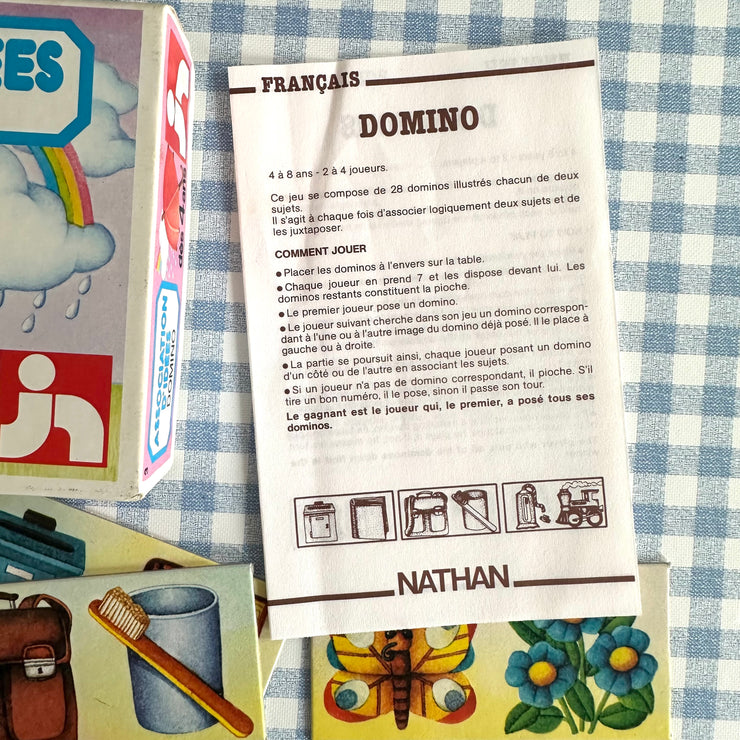 ÉES
dès 4 ans
ASSOCIATION
D'IDÉES
DOMINO
FRANÇAIS
DOMINO
4 à 8 ans - 2 à 4 joueurs.
Ce jeu se compose de 28 dominos illustrés chacun de deux
sujets.
Il s'agit à chaque fois d'associer logiquement deux sujets et de
les juxtaposer.
COMMENT JOUER
● Placer les dominos à l'envers sur la table.
● Chaque joueur en prend 7 et les dispose devant lui. Les
dominos restants constituent la pioche.
● Le premier joueur pose un domino.
● Le joueur suivant cherche dans son jeu un domino correspon-
dant à l'une ou à l'autre image du domino déjà posé. Il le place à
gauche ou à droite.
● La partie se poursuit ainsi, chaque joueur posant un domino
d'un côté ou de l'autre en associant les sujets.
● Si un joueur n'a pas de domino correspondant, il pioche. S'il
tire un bon numéro, il le pose, sinon il passe son tour.
Le gagnant est le joueur qui, le premier, a posé tous ses
dominos.
NATHAN